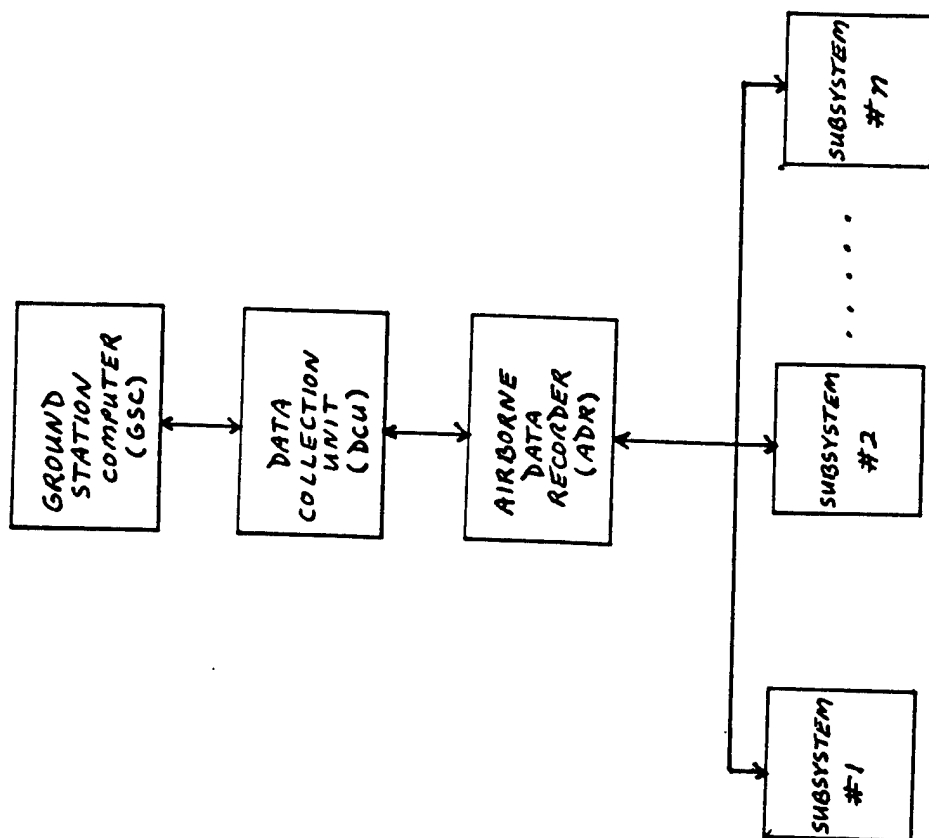 GROUND
STATION
COMPUTER
(GSC)
DATA
COLLECTION
UNIT
(DCU)
AIRBORNE
DATA
RECORDER
(ADR)
SUBSYSTEM
#1
SUBSYSTEM
#2
.....
SUBSYSTEM
#n